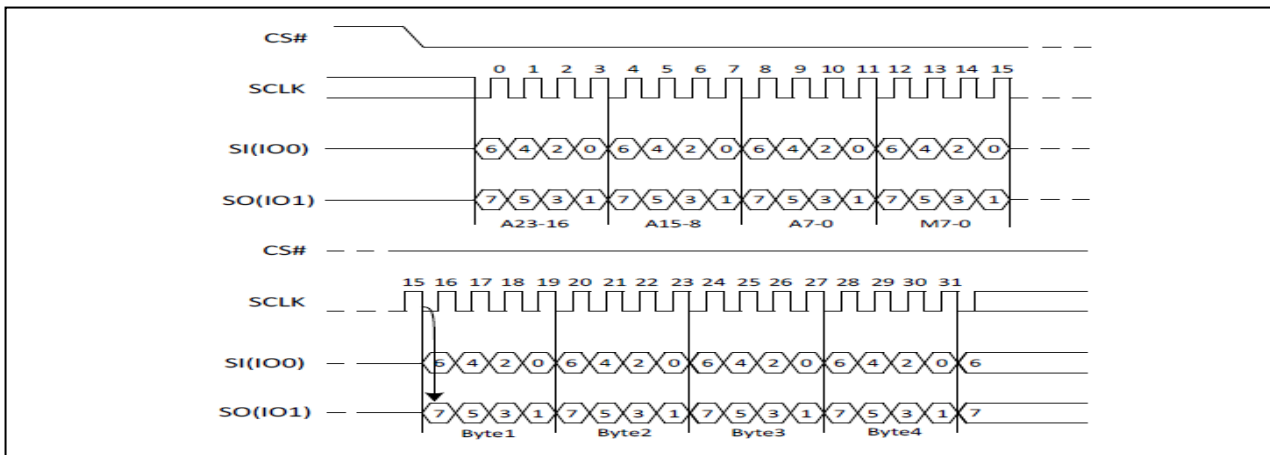 CS#
0 1 2 3 4 5 6 7 8 9 10 11 12 13 14 15
SCLK
SI(IO0) 6 4 2 0 6 4 2 0 6 4 2 0 6 4 2 0
SO(IO1) 7 5 3 1 7 5 3 1 7 5 3 1 7 5 3 1
A23-16 A15-8 A7-0 M7-0
CS#
15 16 17 18 19 20 21 22 23 24 25 26 27 28 29 30 31
SCLK
SI(IO0) 6 4 2 0 6 4 2 0 6 4 2 0 6 4 2 0 6
SO(IO1) 7 5 3 1 7 5 3 1 7 5 3 1 7 5 3 1 7
Byte1 Byte2 Byte3 Byte4